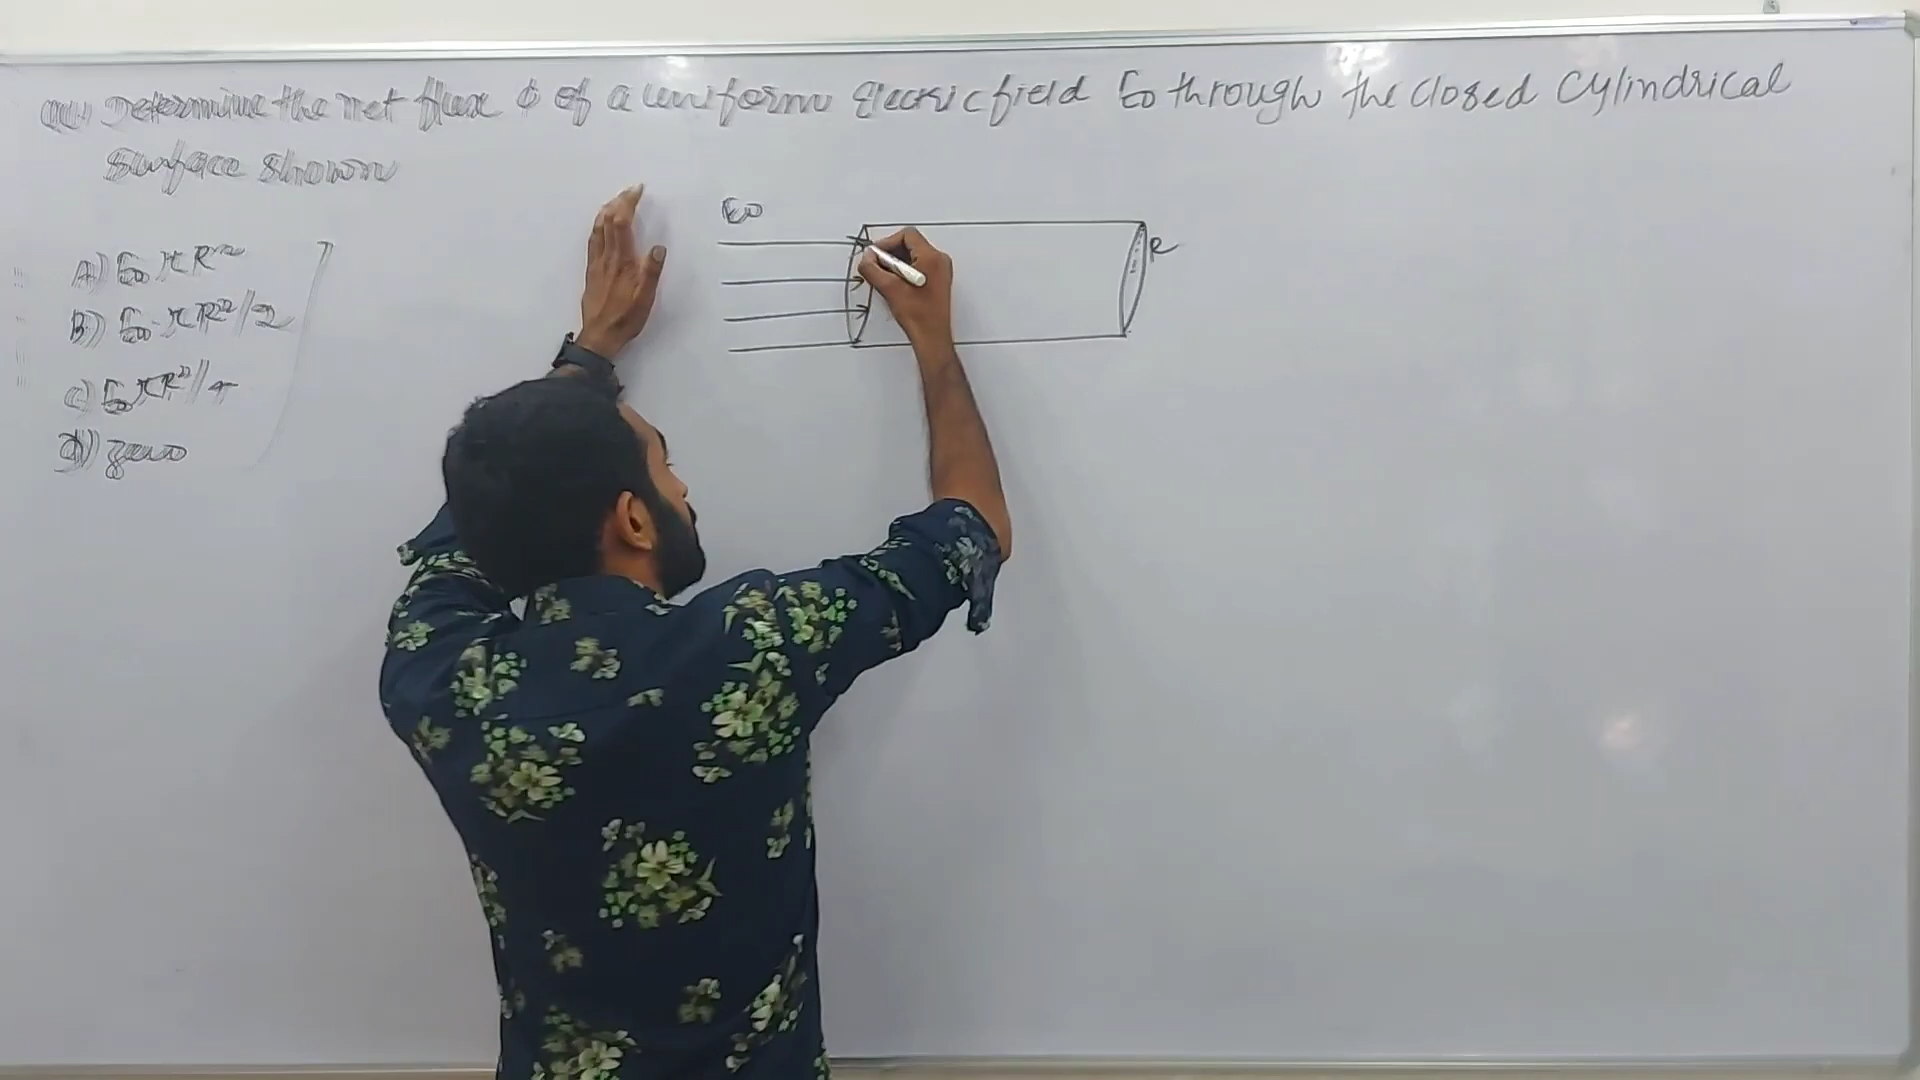 Determine the net flux ϕ of a uniform Electric field E0 through the closed cylindrical
surface shown
A) E0 πR²
B) E0 · πR²/2
C) E0 πR²/4
D) zero
E0
R